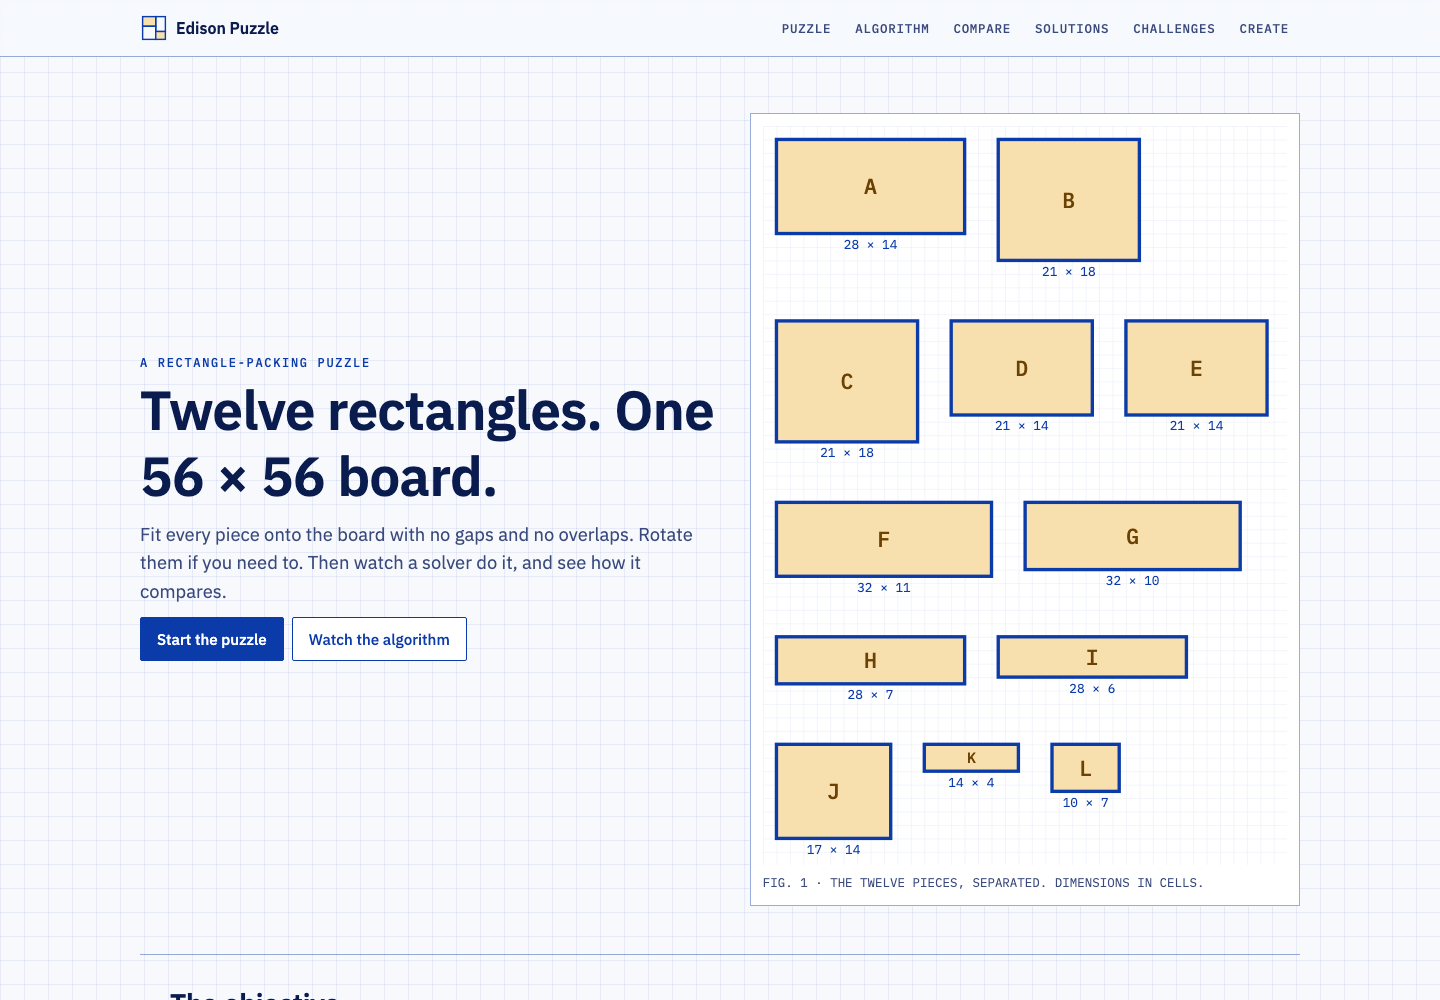 Edison Puzzle
PUZZLE ALGORITHM COMPARE SOLUTIONS CHALLENGES CREATE
A RECTANGLE-PACKING PUZZLE
Twelve rectangles. One
56 × 56 board.
Fit every piece onto the board with no gaps and no overlaps. Rotate
them if you need to. Then watch a solver do it, and see how it
compares.
Start the puzzle
Watch the algorithm
A
28 × 14
B
21 × 18
C
21 × 18
D
21 × 14
E
21 × 14
F
32 × 11
G
32 × 10
H
28 × 7
I
28 × 6
J
17 × 14
K
14 × 4
L
10 × 7
FIG. 1 · THE TWELVE PIECES, SEPARATED. DIMENSIONS IN CELLS.
The objective